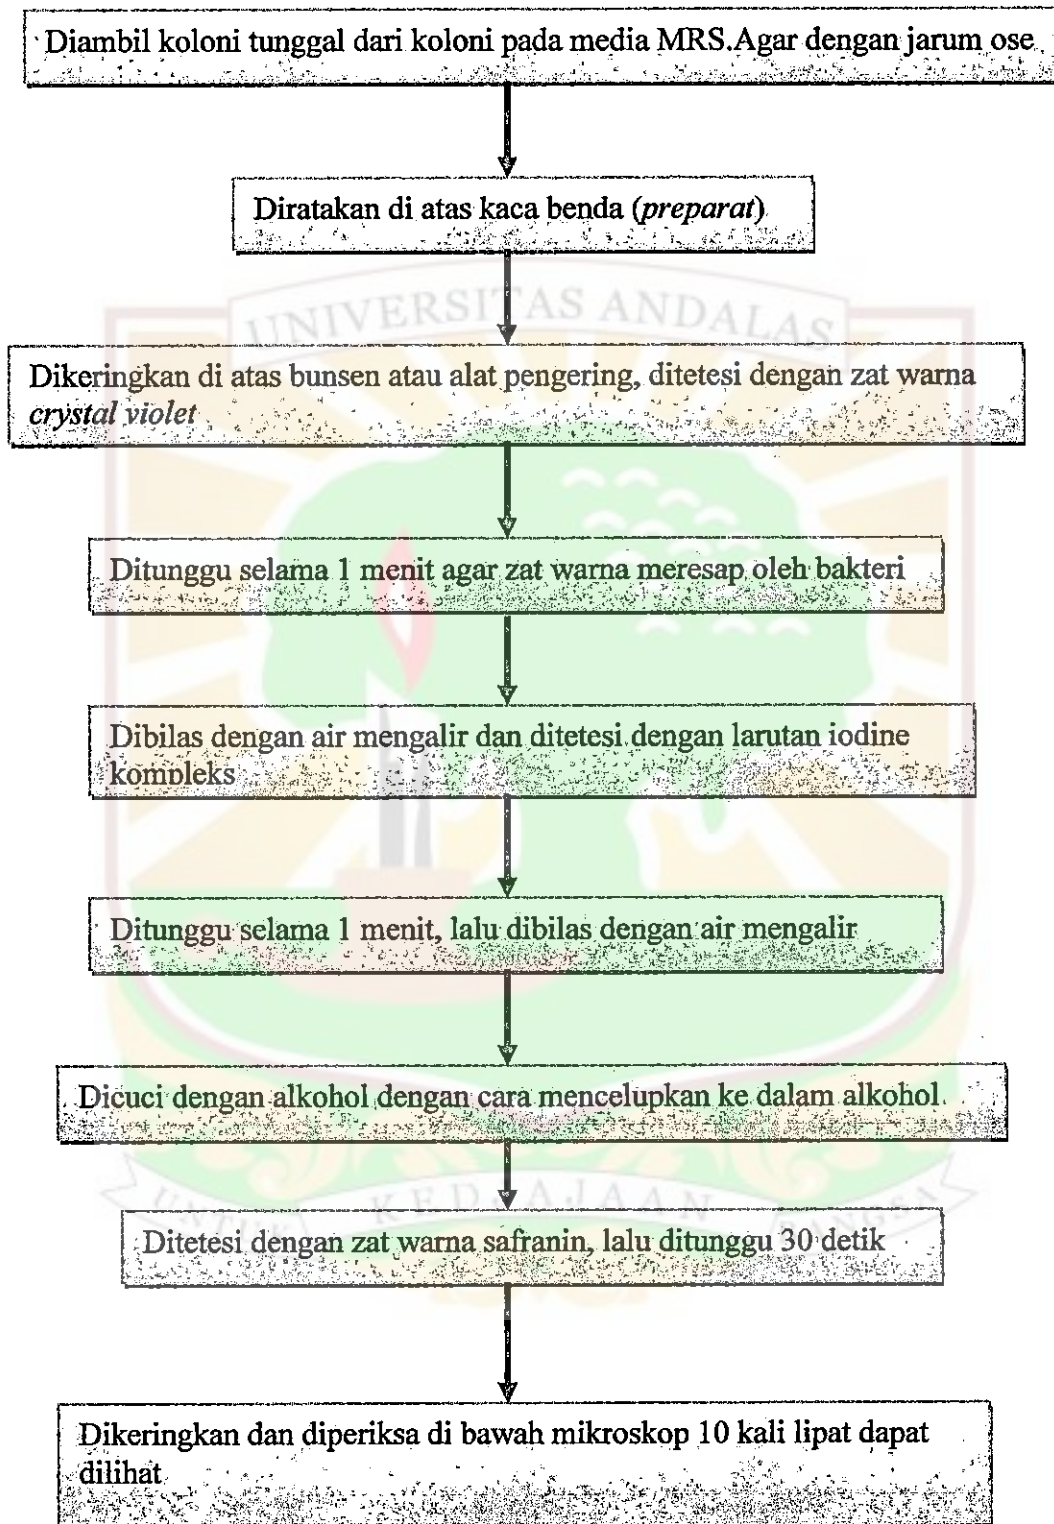 Diambil koloni tunggal dari koloni pada media MRS.Agar dengan jarum ose
Diratakan di atas kaca benda (preparat)
UNIVERSITAS ANDALAS
Dikeringkan di atas bunsen atau alat pengering, ditetesi dengan zat warna
crystal violet
Ditunggu selama 1 menit agar zat warna meresap oleh bakteri
Dibilas dengan air mengalir dan ditetesi dengan larutan iodine
kompleks
Ditunggu selama 1 menit, lalu dibilas dengan air mengalir
Dicuci dengan alkohol dengan cara mencelupkan ke dalam alkohol.
UNTUK KEDJAJAAN BANGSA
Ditetesi dengan zat warna safranin, lalu ditunggu 30 detik
Dikeringkan dan diperiksa di bawah mikroskop 10 kali lipat dapat
dilihat